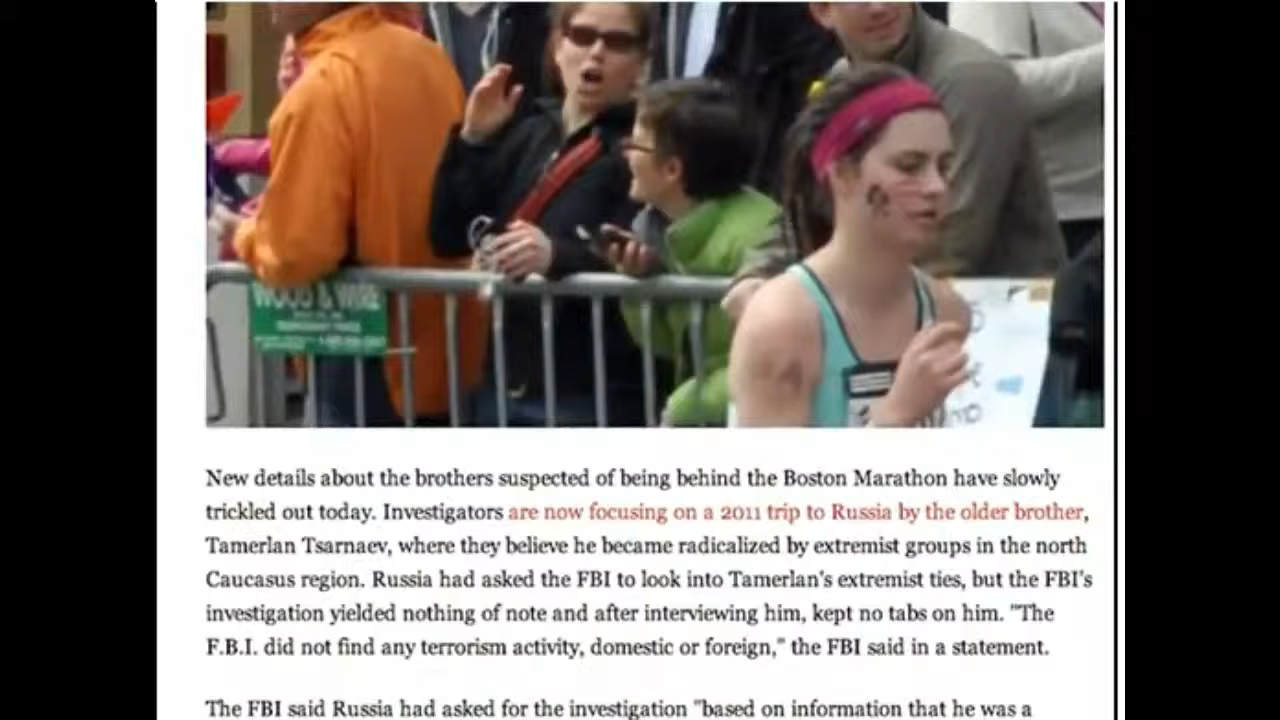 WOOD & WIRE
New details about the brothers suspected of being behind the Boston Marathon have slowly
trickled out today. Investigators are now focusing on a 2011 trip to Russia by the older brother,
Tamerlan Tsarnaev, where they believe he became radicalized by extremist groups in the north
Caucasus region. Russia had asked the FBI to look into Tamerlan's extremist ties, but the FBI's
investigation yielded nothing of note and after interviewing him, kept no tabs on him. "The
F.B.I. did not find any terrorism activity, domestic or foreign," the FBI said in a statement.
The FBI said Russia had asked for the investigation "based on information that he was a